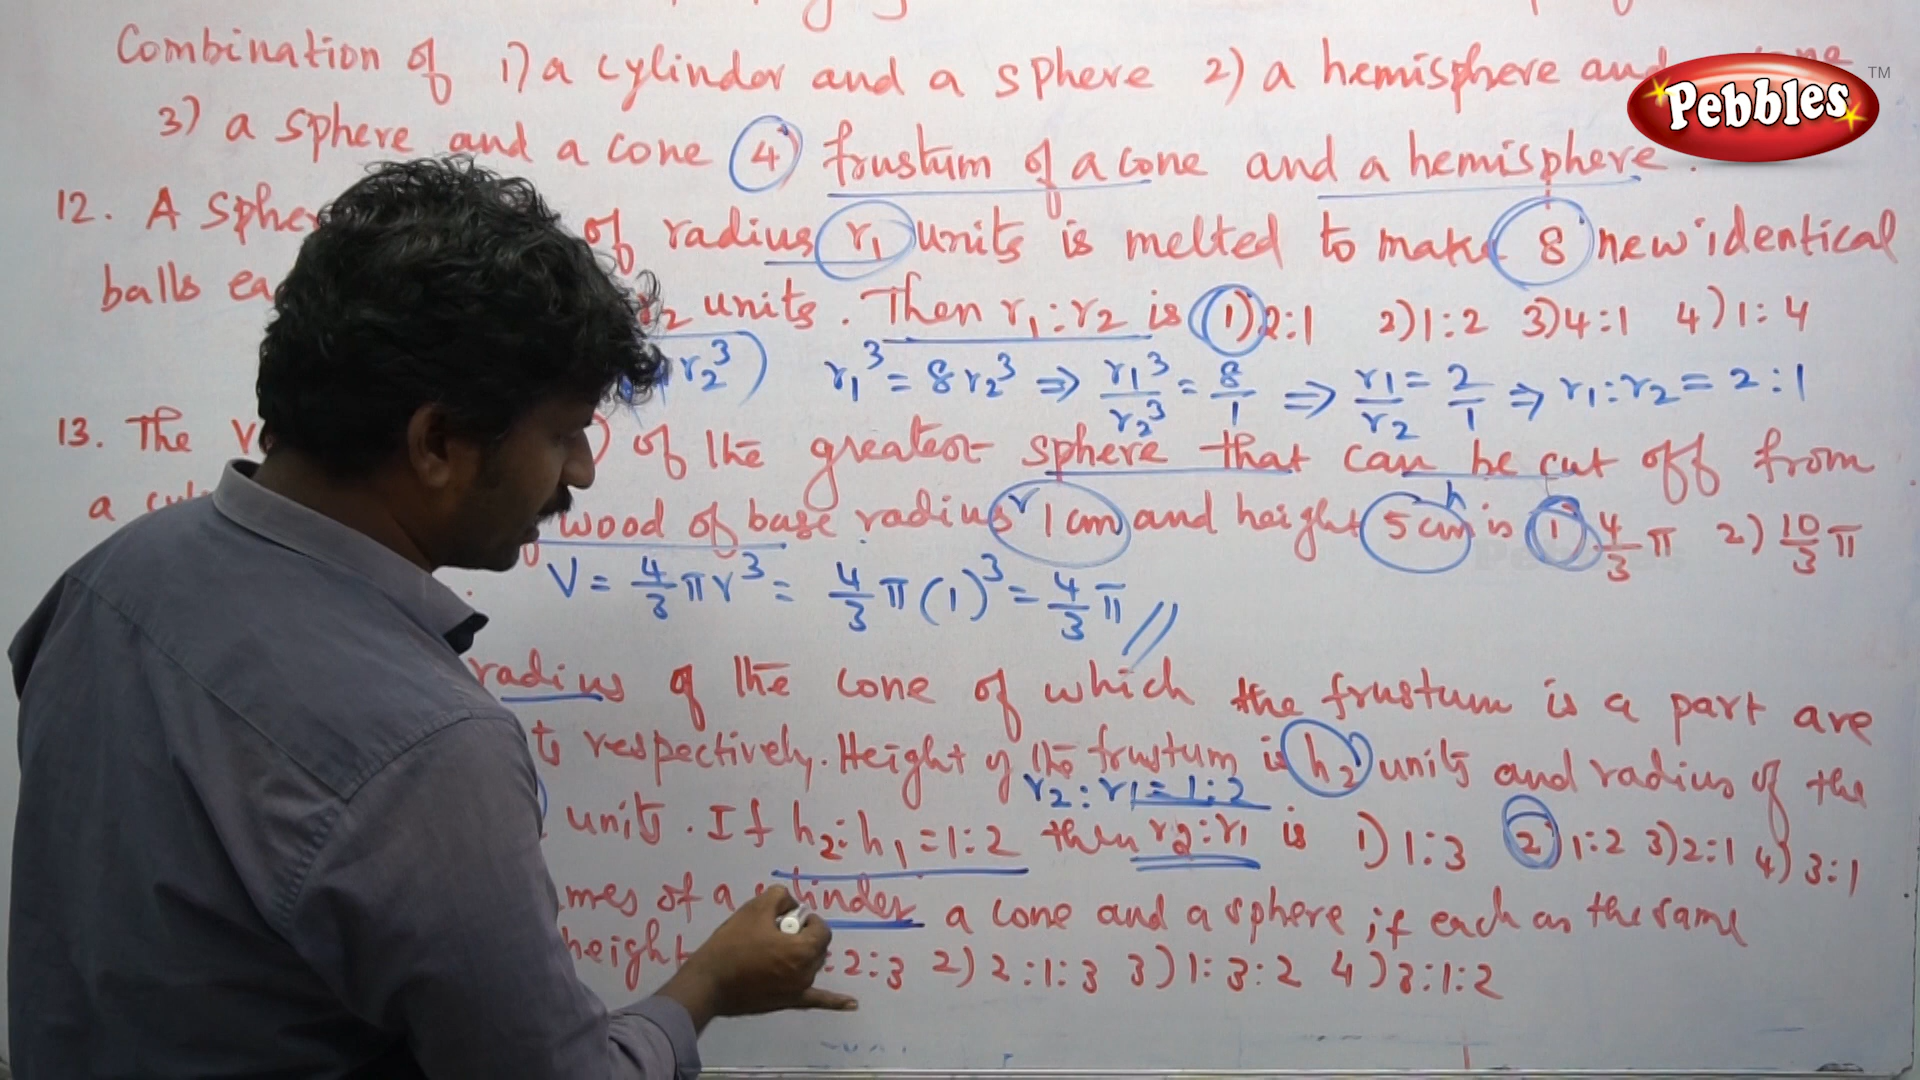 Combination of 1) a cylinder and a sphere 2) a hemisphere and
Pebbles TM
3) a sphere and a cone 4) frustum of a cone and a hemisphere.
12. A of radius r₁ units is melted to make 8 new identical
balls r₂ units. Then r₁:r₂ is 1) 2:1 2) 1:2 3) 4:1 4) 1:4
r₂³) r₁³ = 8r₂³ ⇒ r₁³/r₂³ = 8/1 ⇒ r₁/r₂ = 2/1 ⇒ r₁:r₂ = 2:1
13. The of the greatest sphere that can be cut off from
a wood of base radius r 1 cm and height h 5 cm is 1) 4/3 π 2) 10/3 π
V = 4/3 πr³ = 4/3 π(1)³ = 4/3 π //
radius of the cone of which the frustum is a part are
respectively. Height of the frustum is h₂ units and radius of the
r₂:r₁ = 1:2
units. If h₂:h₁ = 1:2 then r₂:r₁ is 1) 1:3 2) 1:2 3) 2:1 4) 3:1
of a cylinder a cone and a sphere, if each as the same
height :2:3 2) 2:1:3 3) 1:3:2 4) 3:1:2